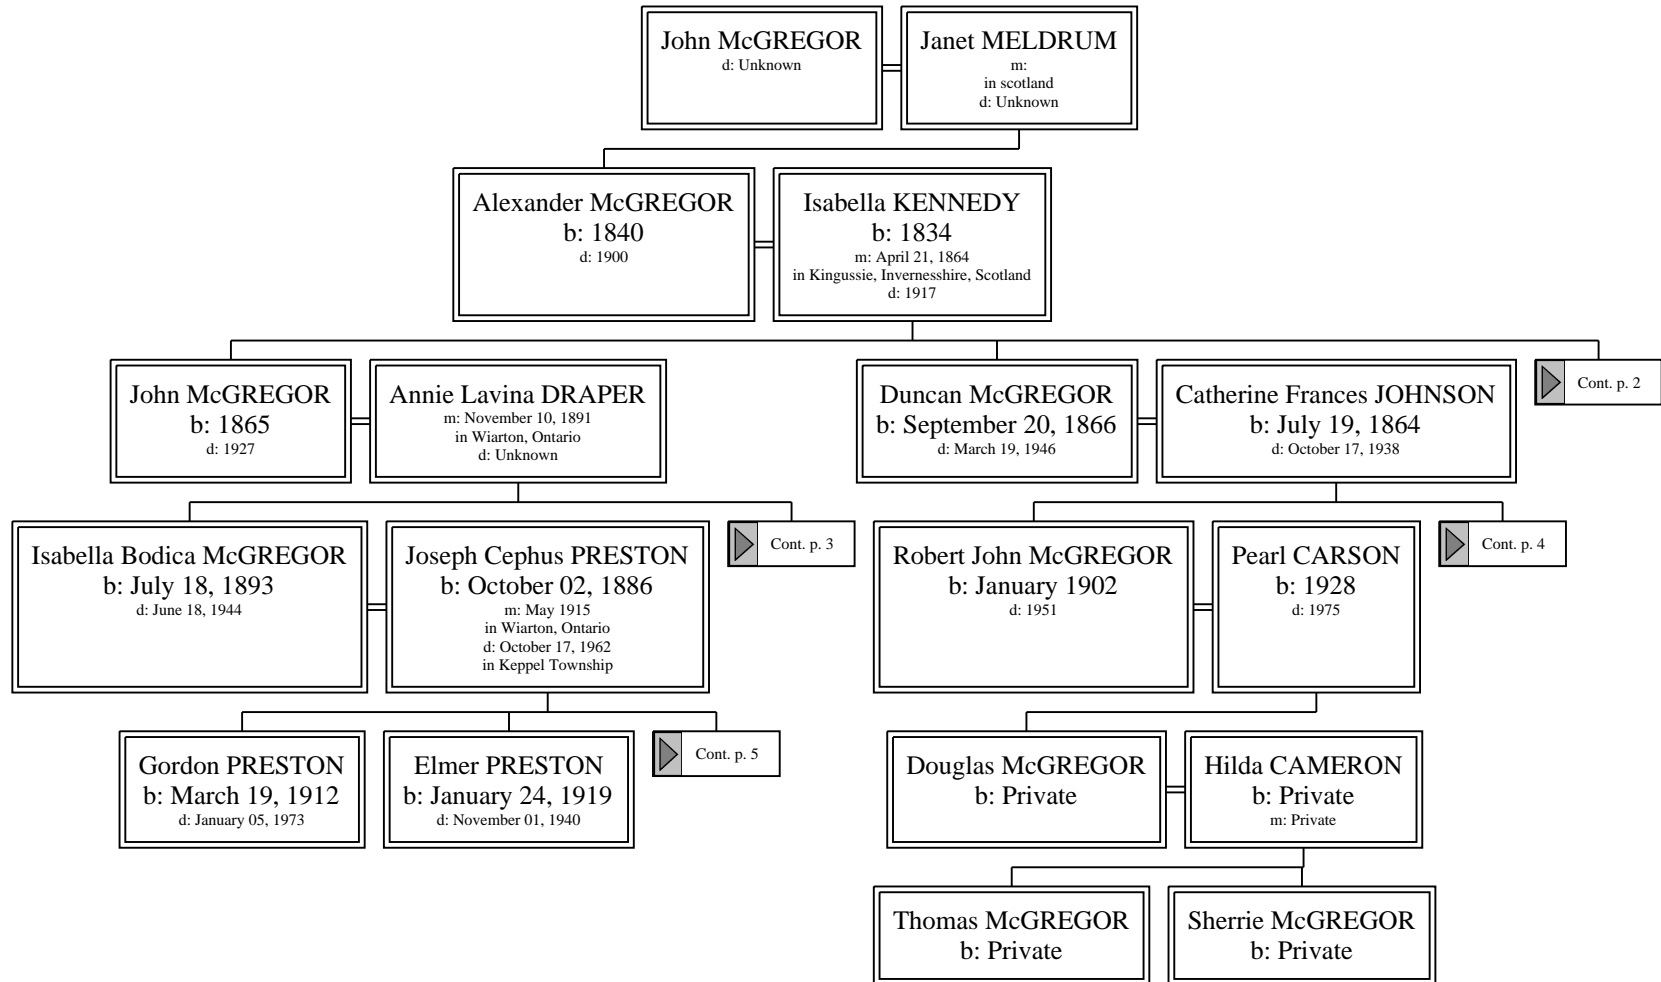 John McGREGOR
d: Unknown
Janet MELDRUM
m:
in scotland
d: Unknown
Alexander McGREGOR
b: 1840
d: 1900
Isabella KENNEDY
b: 1834
m: April 21, 1864
in Kingussie, Invernesshire, Scotland
d: 1917
John McGREGOR
b: 1865
d: 1927
Annie Lavina DRAPER
m: November 10, 1891
in Wiarton, Ontario
d: Unknown
Duncan McGREGOR
b: September 20, 1866
d: March 19, 1946
Catherine Frances JOHNSON
b: July 19, 1864
d: October 17, 1938
Cont. p. 2
Isabella Bodica McGREGOR
b: July 18, 1893
d: June 18, 1944
Joseph Cephus PRESTON
b: October 02, 1886
m: May 1915
in Wiarton, Ontario
d: October 17, 1962
in Keppel Township
Cont. p. 3
Robert John McGREGOR
b: January 1902
d: 1951
Pearl CARSON
b: 1928
d: 1975
Cont. p. 4
Gordon PRESTON
b: March 19, 1912
d: January 05, 1973
Elmer PRESTON
b: January 24, 1919
d: November 01, 1940
Cont. p. 5
Douglas McGREGOR
b: Private
Hilda CAMERON
b: Private
m: Private
Thomas McGREGOR
b: Private
Sherrie McGREGOR
b: Private